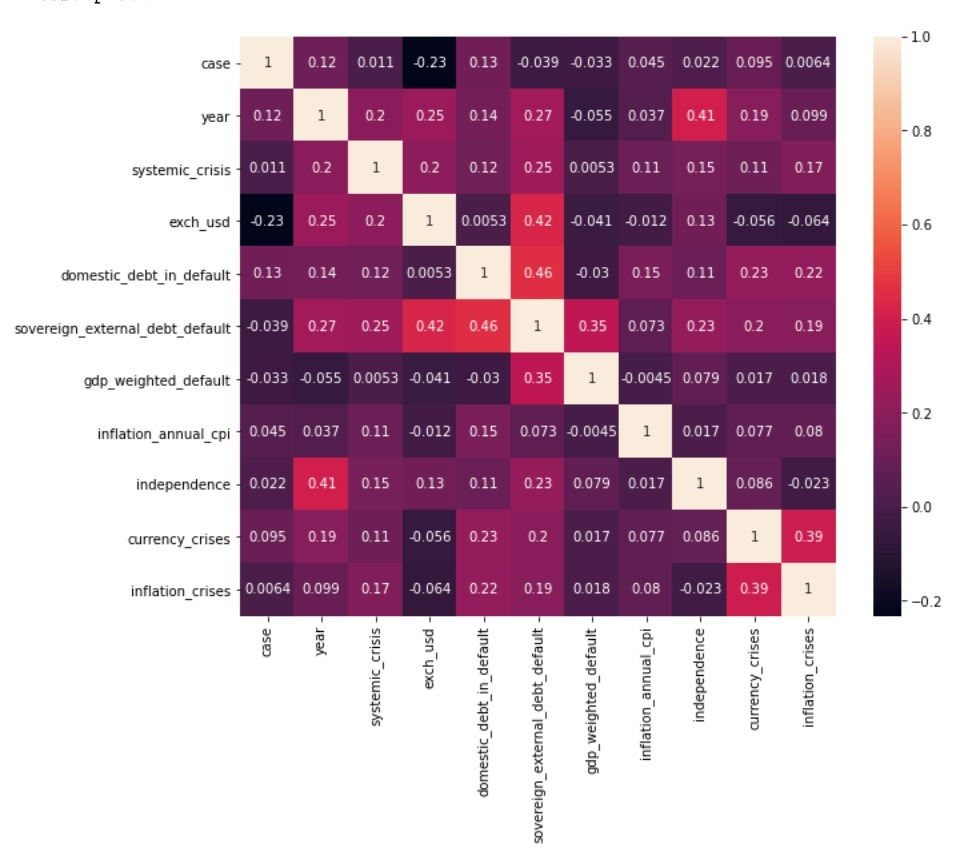 case 1 0.12 0.011 -0.23 0.13 -0.039 -0.033 0.045 0.022 0.095 0.0064
year 0.12 1 0.2 0.25 0.14 0.27 -0.055 0.037 0.41 0.19 0.099
systemic_crisis 0.011 0.2 1 0.2 0.12 0.25 0.0053 0.11 0.15 0.11 0.17
exch_usd -0.23 0.25 0.2 1 0.0053 0.42 -0.041 -0.012 0.13 -0.056 -0.064
domestic_debt_in_default 0.13 0.14 0.12 0.0053 1 0.46 -0.03 0.15 0.11 0.23 0.22
sovereign_external_debt_default -0.039 0.27 0.25 0.42 0.46 1 0.35 0.073 0.23 0.2 0.19
gdp_weighted_default -0.033 -0.055 0.0053 -0.041 -0.03 0.35 1 -0.0045 0.079 0.017 0.018
inflation_annual_cpi 0.045 0.037 0.11 -0.012 0.15 0.073 -0.0045 1 0.017 0.077 0.08
independence 0.022 0.41 0.15 0.13 0.11 0.23 0.079 0.017 1 0.086 -0.023
currency_crises 0.095 0.19 0.11 -0.056 0.23 0.2 0.017 0.077 0.086 1 0.39
inflation_crises 0.0064 0.099 0.17 -0.064 0.22 0.19 0.018 0.08 -0.023 0.39 1
case
year
systemic_crisis
exch_usd
domestic_debt_in_default
sovereign_external_debt_default
gdp_weighted_default
inflation_annual_cpi
independence
currency_crises
inflation_crises
1.0
0.8
0.6
0.4
0.2
0.0
−0.2